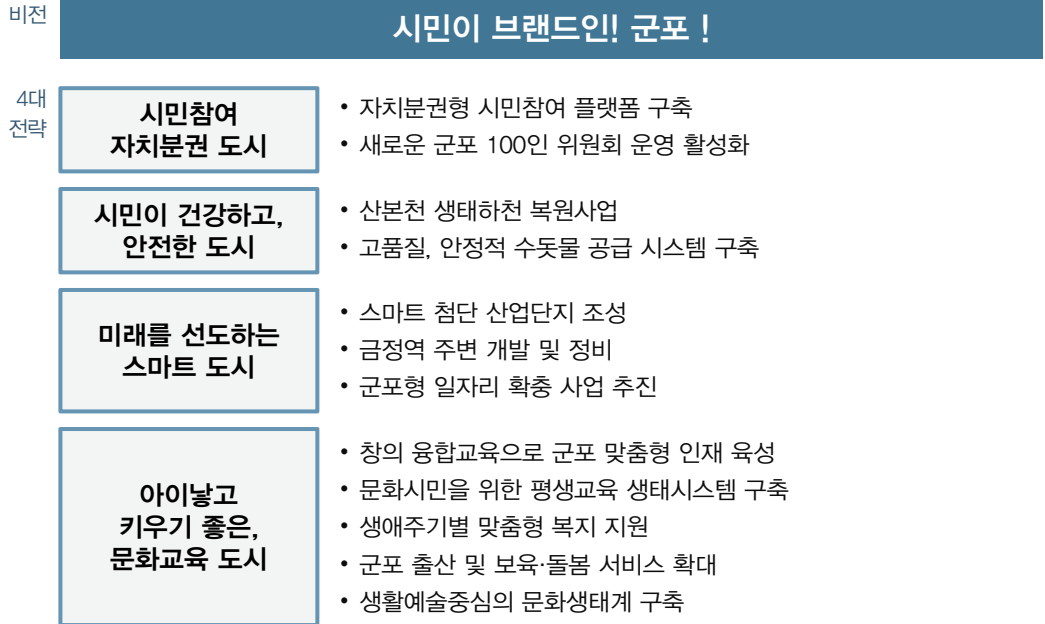 비전
시민이 브랜드인! 군포 !
4대
전략
시민참여
자치분권 도시
• 자치분권형 시민참여 플랫폼 구축
• 새로운 군포 100인 위원회 운영 활성화
시민이 건강하고,
안전한 도시
• 산본천 생태하천 복원사업
• 고품질, 안정적 수돗물 공급 시스템 구축
미래를 선도하는
스마트 도시
• 스마트 첨단 산업단지 조성
• 금정역 주변 개발 및 정비
• 군포형 일자리 확충 사업 추진
아이낳고
키우기 좋은,
문화교육 도시
• 창의 융합교육으로 군포 맞춤형 인재 육성
• 문화시민을 위한 평생교육 생태시스템 구축
• 생애주기별 맞춤형 복지 지원
• 군포 출산 및 보육·돌봄 서비스 확대
• 생활예술중심의 문화생태계 구축